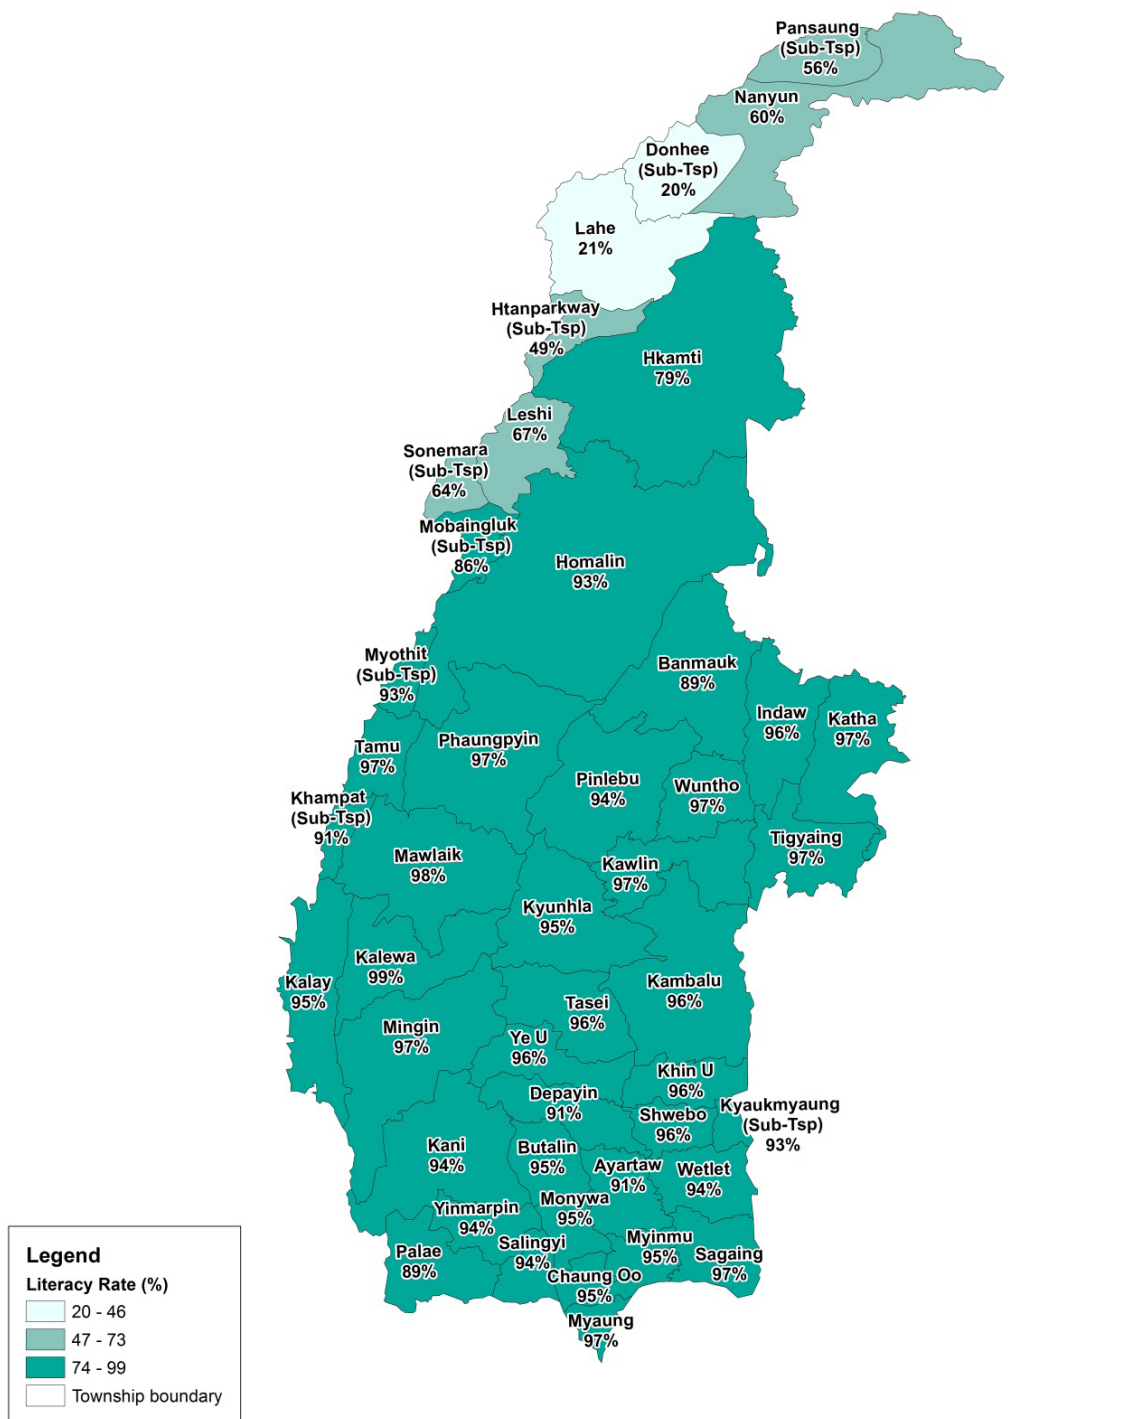 Pansaung
(Sub-Tsp)
56%
Nanyun
60%
Donhee
(Sub-Tsp)
20%
Lahe
21%
Htanparkway
(Sub-Tsp)
49%
Hkamti
79%
Leshi
67%
Sonemara
(Sub-Tsp)
64%
Mobaingluk
(Sub-Tsp)
86%
Homalin
93%
Myothit
(Sub-Tsp)
93%
Banmauk
89%
Indaw
96%
Katha
97%
Tamu
97%
Phaungpyin
97%
Pinlebu
94%
Wuntho
97%
Khampat
(Sub-Tsp)
91%
Mawlaik
98%
Kawlin
97%
Tigyaing
97%
Kyunhla
95%
Kalay
95%
Kalewa
99%
Kambalu
96%
Tasei
96%
Mingin
97%
Ye U
96%
Khin U
96%
Depayin
91%
Shwebo
96%
Kyaukmyaung
(Sub-Tsp)
93%
Kani
94%
Butalin
95%
Ayartaw
91%
Wetlet
94%
Yinmarpin
94%
Monywa
95%
Palae
89%
Salingyi
94%
Myinmu
95%
Sagaing
97%
Chaung Oo
95%
Myaung
97%
Legend
Literacy Rate (%)
20 - 46
47 - 73
74 - 99
Township boundary